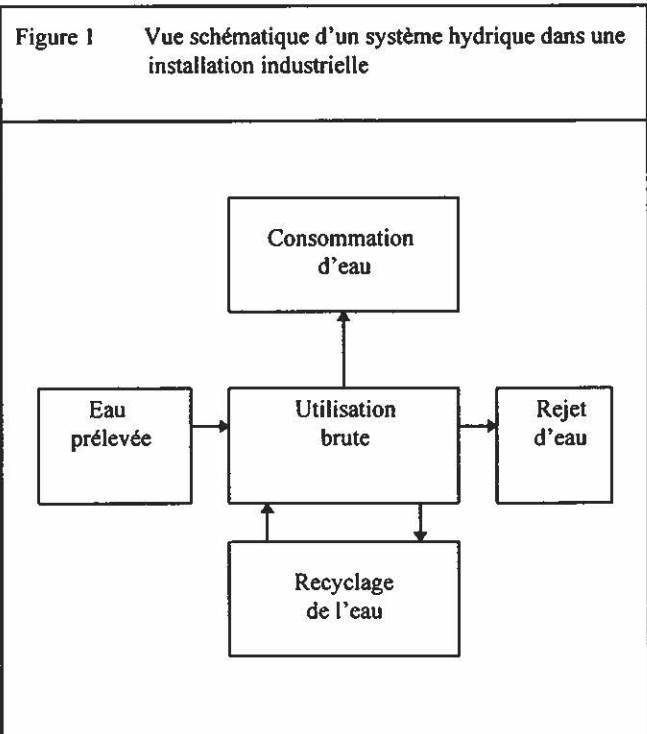 Figure 1 Vue schématique d'un système hydrique dans une
installation industrielle
Consommation
d'eau
Eau
prélevée
Utilisation
brute
Rejet
d'eau
Recyclage
de l'eau